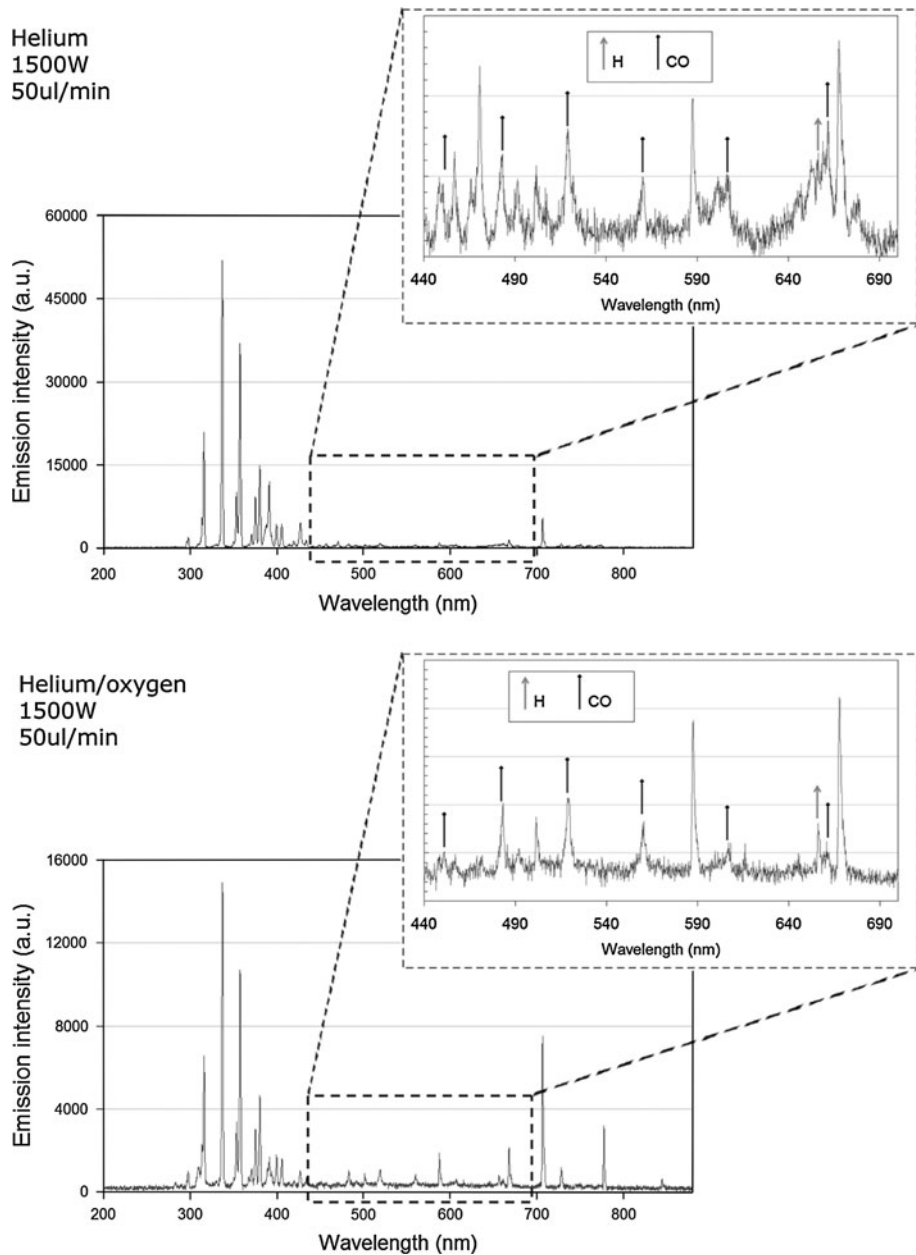 Helium
1500W
50ul/min
H CO
440 490 540 590 640 690
Wavelength (nm)
60000
45000
30000
15000
0
Emission intensity (a.u.)
200 300 400 500 600 700 800
Wavelength (nm)
Helium/oxygen
1500W
50ul/min
H CO
440 490 540 590 640 690
Wavelength (nm)
16000
12000
8000
4000
0
Emission intensity (a.u.)
200 300 400 500 600 700 800
Wavelength (nm)